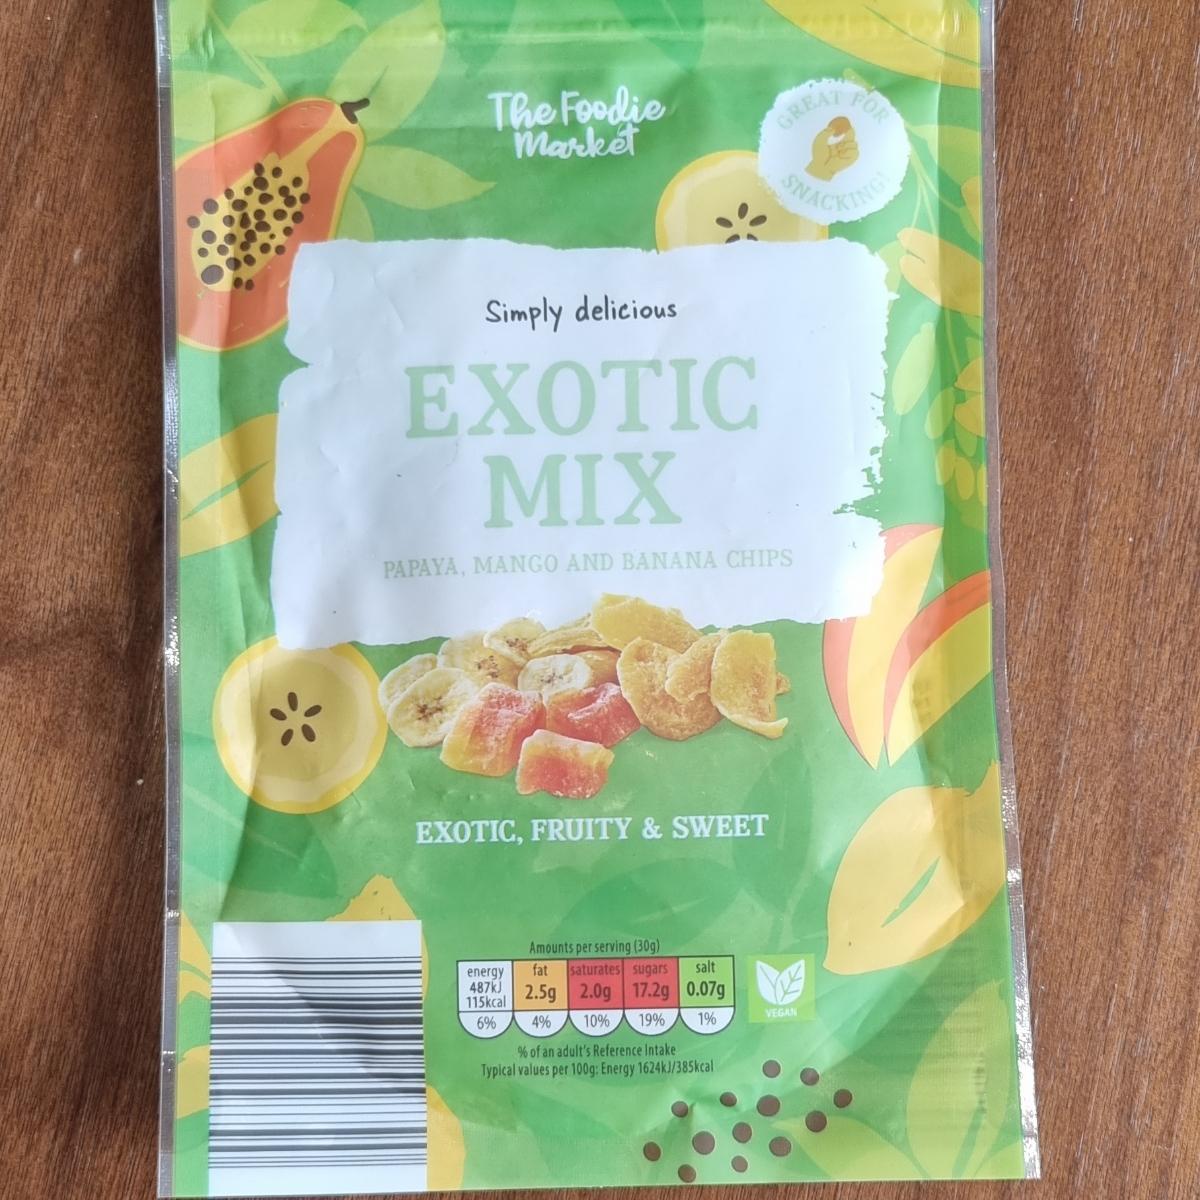 The Foodie
Market
GREAT FOR
SNACKING!
Simply delicious
EXOTIC
MIX
PAPAYA, MANGO AND BANANA CHIPS
EXOTIC, FRUITY & SWEET
Amounts per serving (30g)
energy fat saturates sugars salt
487kJ
115kcal 2.5g 2.0g 17.2g 0.07g
6% 4% 10% 19% 1%
% of an adult's Reference Intake
Typical values per 100g: Energy 1624kJ/385kcal
VEGAN